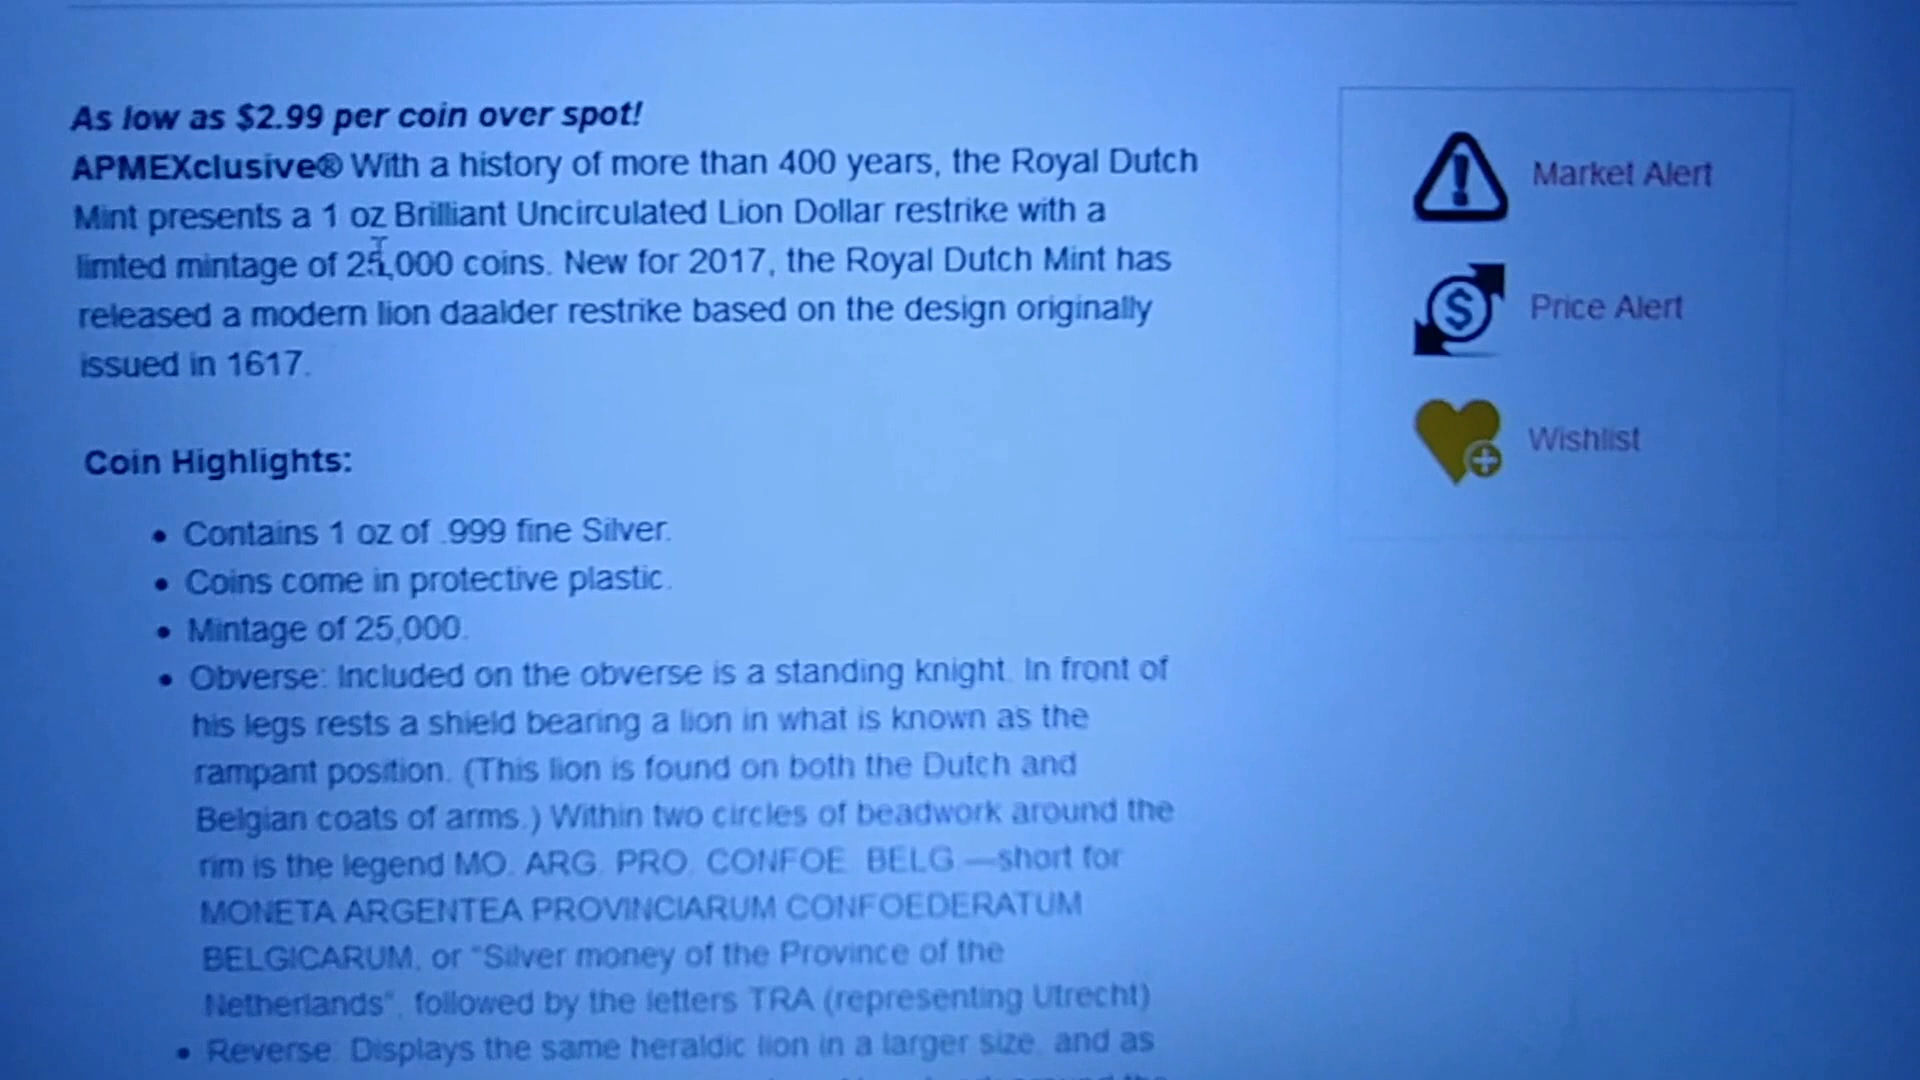 As low as $2.99 per coin over spot!
APMEXclusive® With a history of more than 400 years, the Royal Dutch
Mint presents a 1 oz Brilliant Uncirculated Lion Dollar restrike with a
limted mintage of 25,000 coins. New for 2017, the Royal Dutch Mint has
released a modern lion daalder restrike based on the design originally
issued in 1617.
Coin Highlights:
• Contains 1 oz of .999 fine Silver.
• Coins come in protective plastic.
• Mintage of 25,000.
• Obverse: Included on the obverse is a standing knight. In front of
his legs rests a shield bearing a lion in what is known as the
rampant position. (This lion is found on both the Dutch and
Belgian coats of arms.) Within two circles of beadwork around the
rim is the legend MO. ARG. PRO. CONFOE. BELG.—short for
MONETA ARGENTEA PROVINCIARUM CONFOEDERATUM
BELGICARUM, or "Silver money of the Province of the
Netherlands", followed by the letters TRA (representing Utrecht)
• Reverse: Displays the same heraldic lion in a larger size, and as
Market Alert
Price Alert
Wishlist